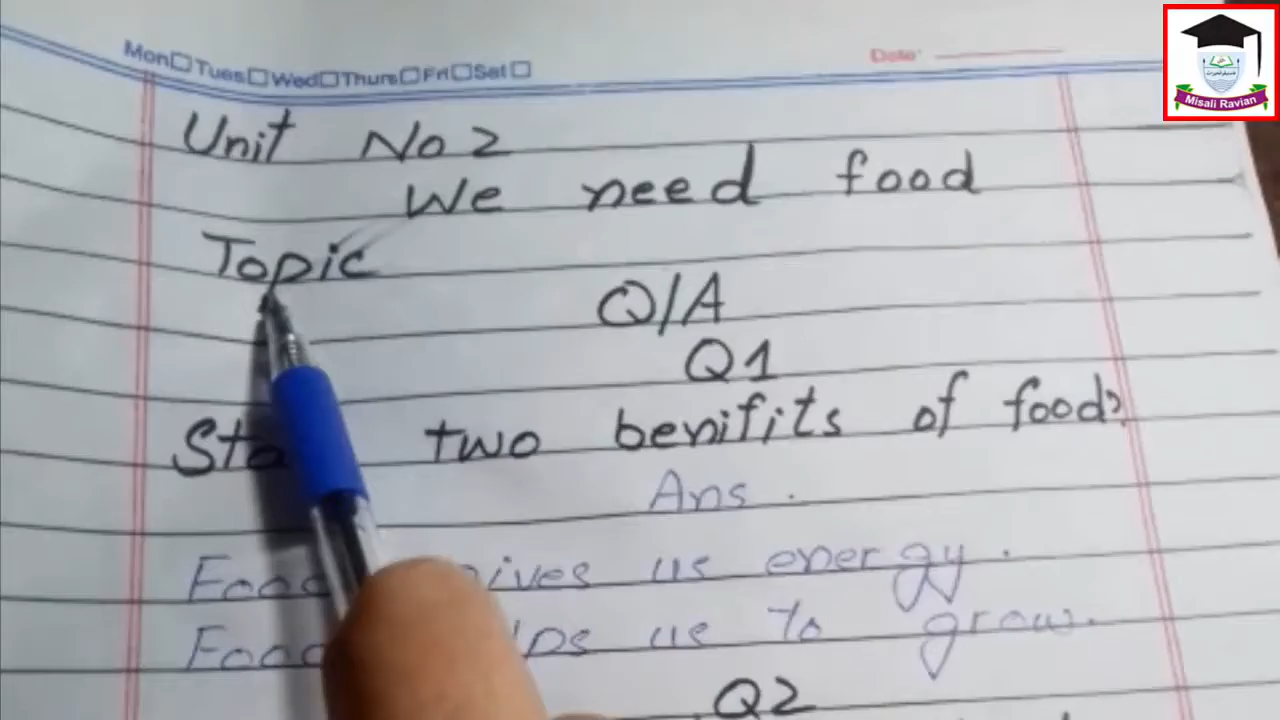 Mon Tues Wed Thurs Fri Sat Date:
Misali Ravian
Unit No 2
We need food
Topic
Q/A
Q1
two benifits of food?
Ans.
us energy.
us to grow.
Q2